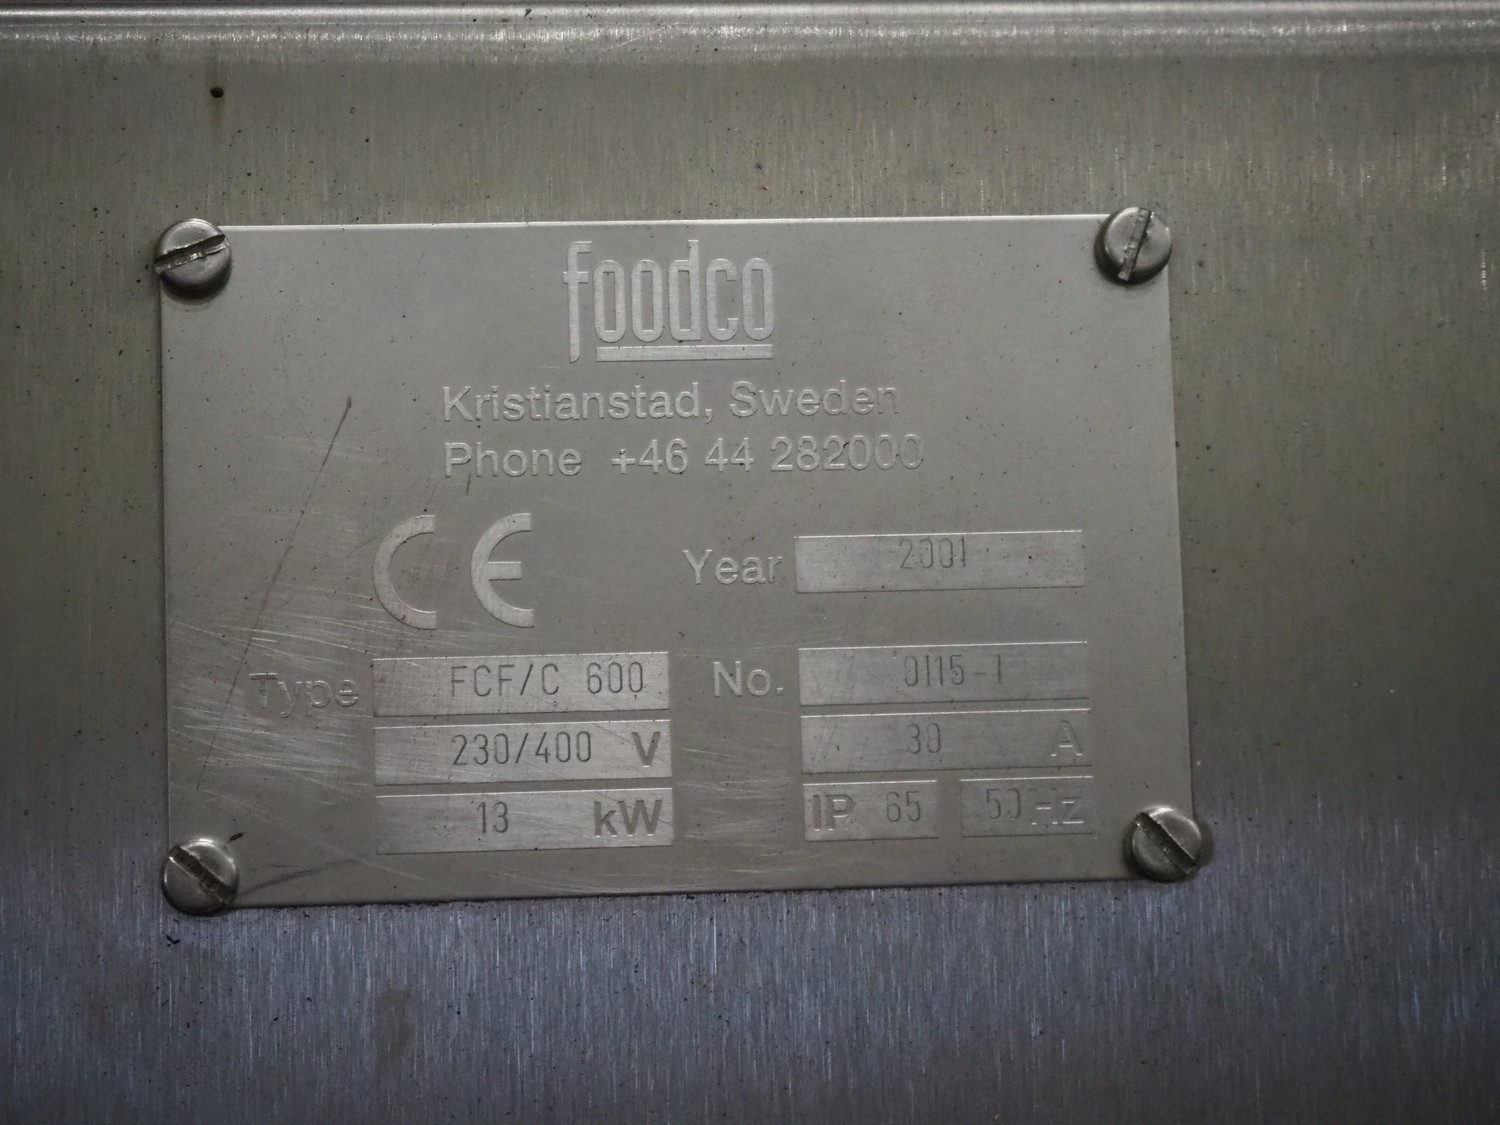 foodco
Kristianstad, Sweden
Phone +46 44 282000
CE
Year 2001
Type FCF/C 600 No. 0115-1
230/400 V 30 A
13 kW IP 65 50 Hz